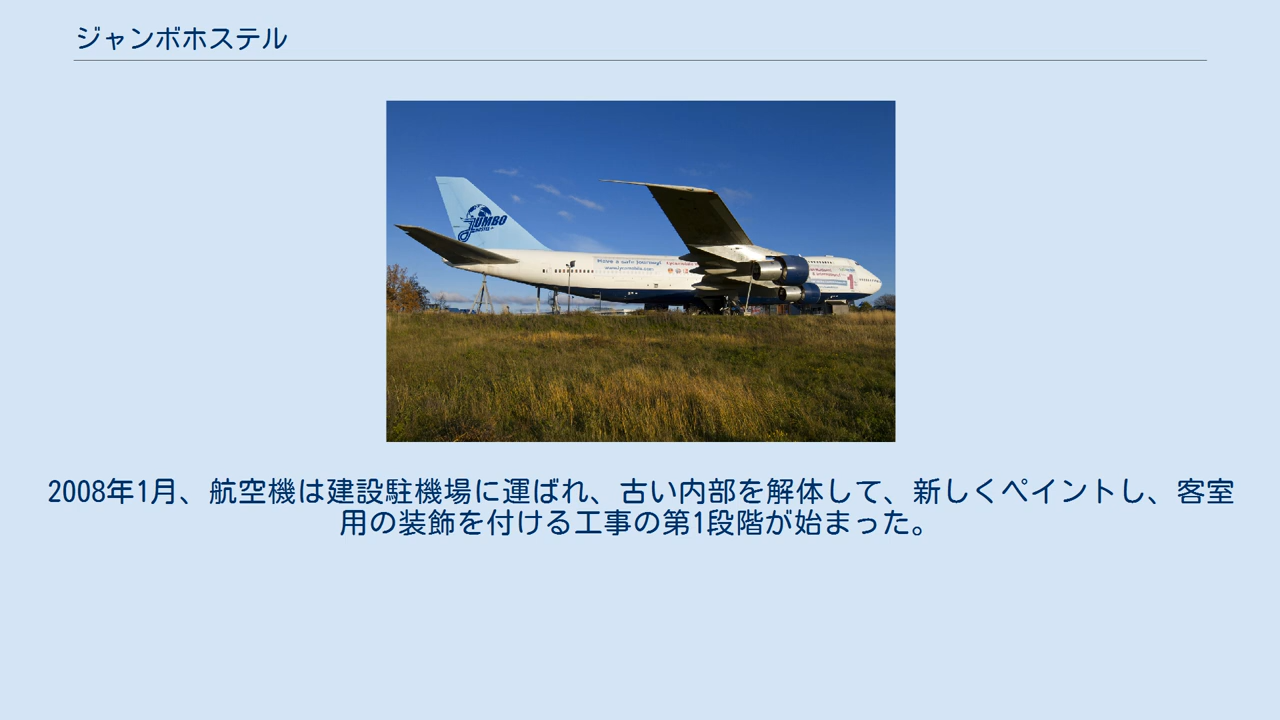 ジャンボホステル
JUMBO
2008年1月、航空機は建設駐機場に運ばれ、古い内部を解体して、新しくペイントし、客室
用の装飾を付ける工事の第1段階が始まった。